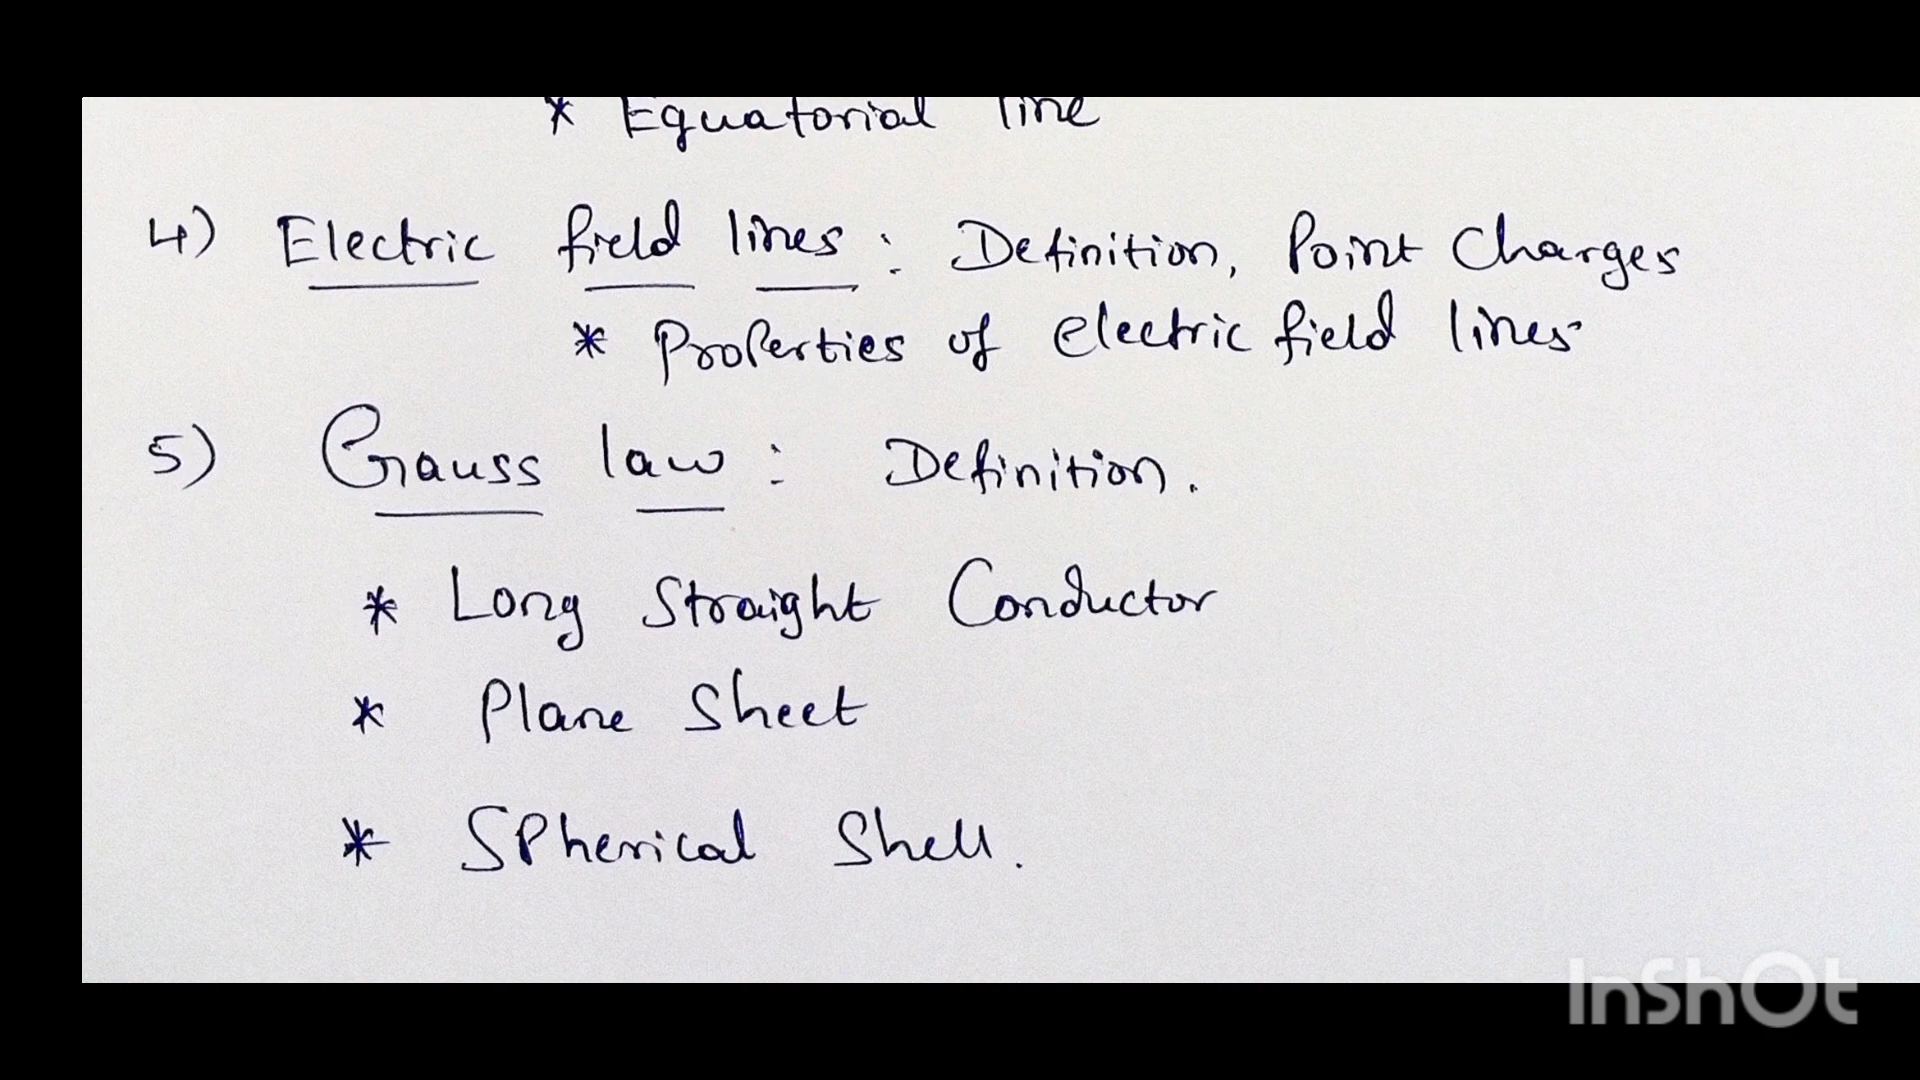 * Equatorial line
4) Electric field lines : Definition, Point Charges
* Properties of electric field lines
5) Gauss law : Definition.
* Long Straight Conductor
* Plane Sheet
* Spherical Shell.
InShOt